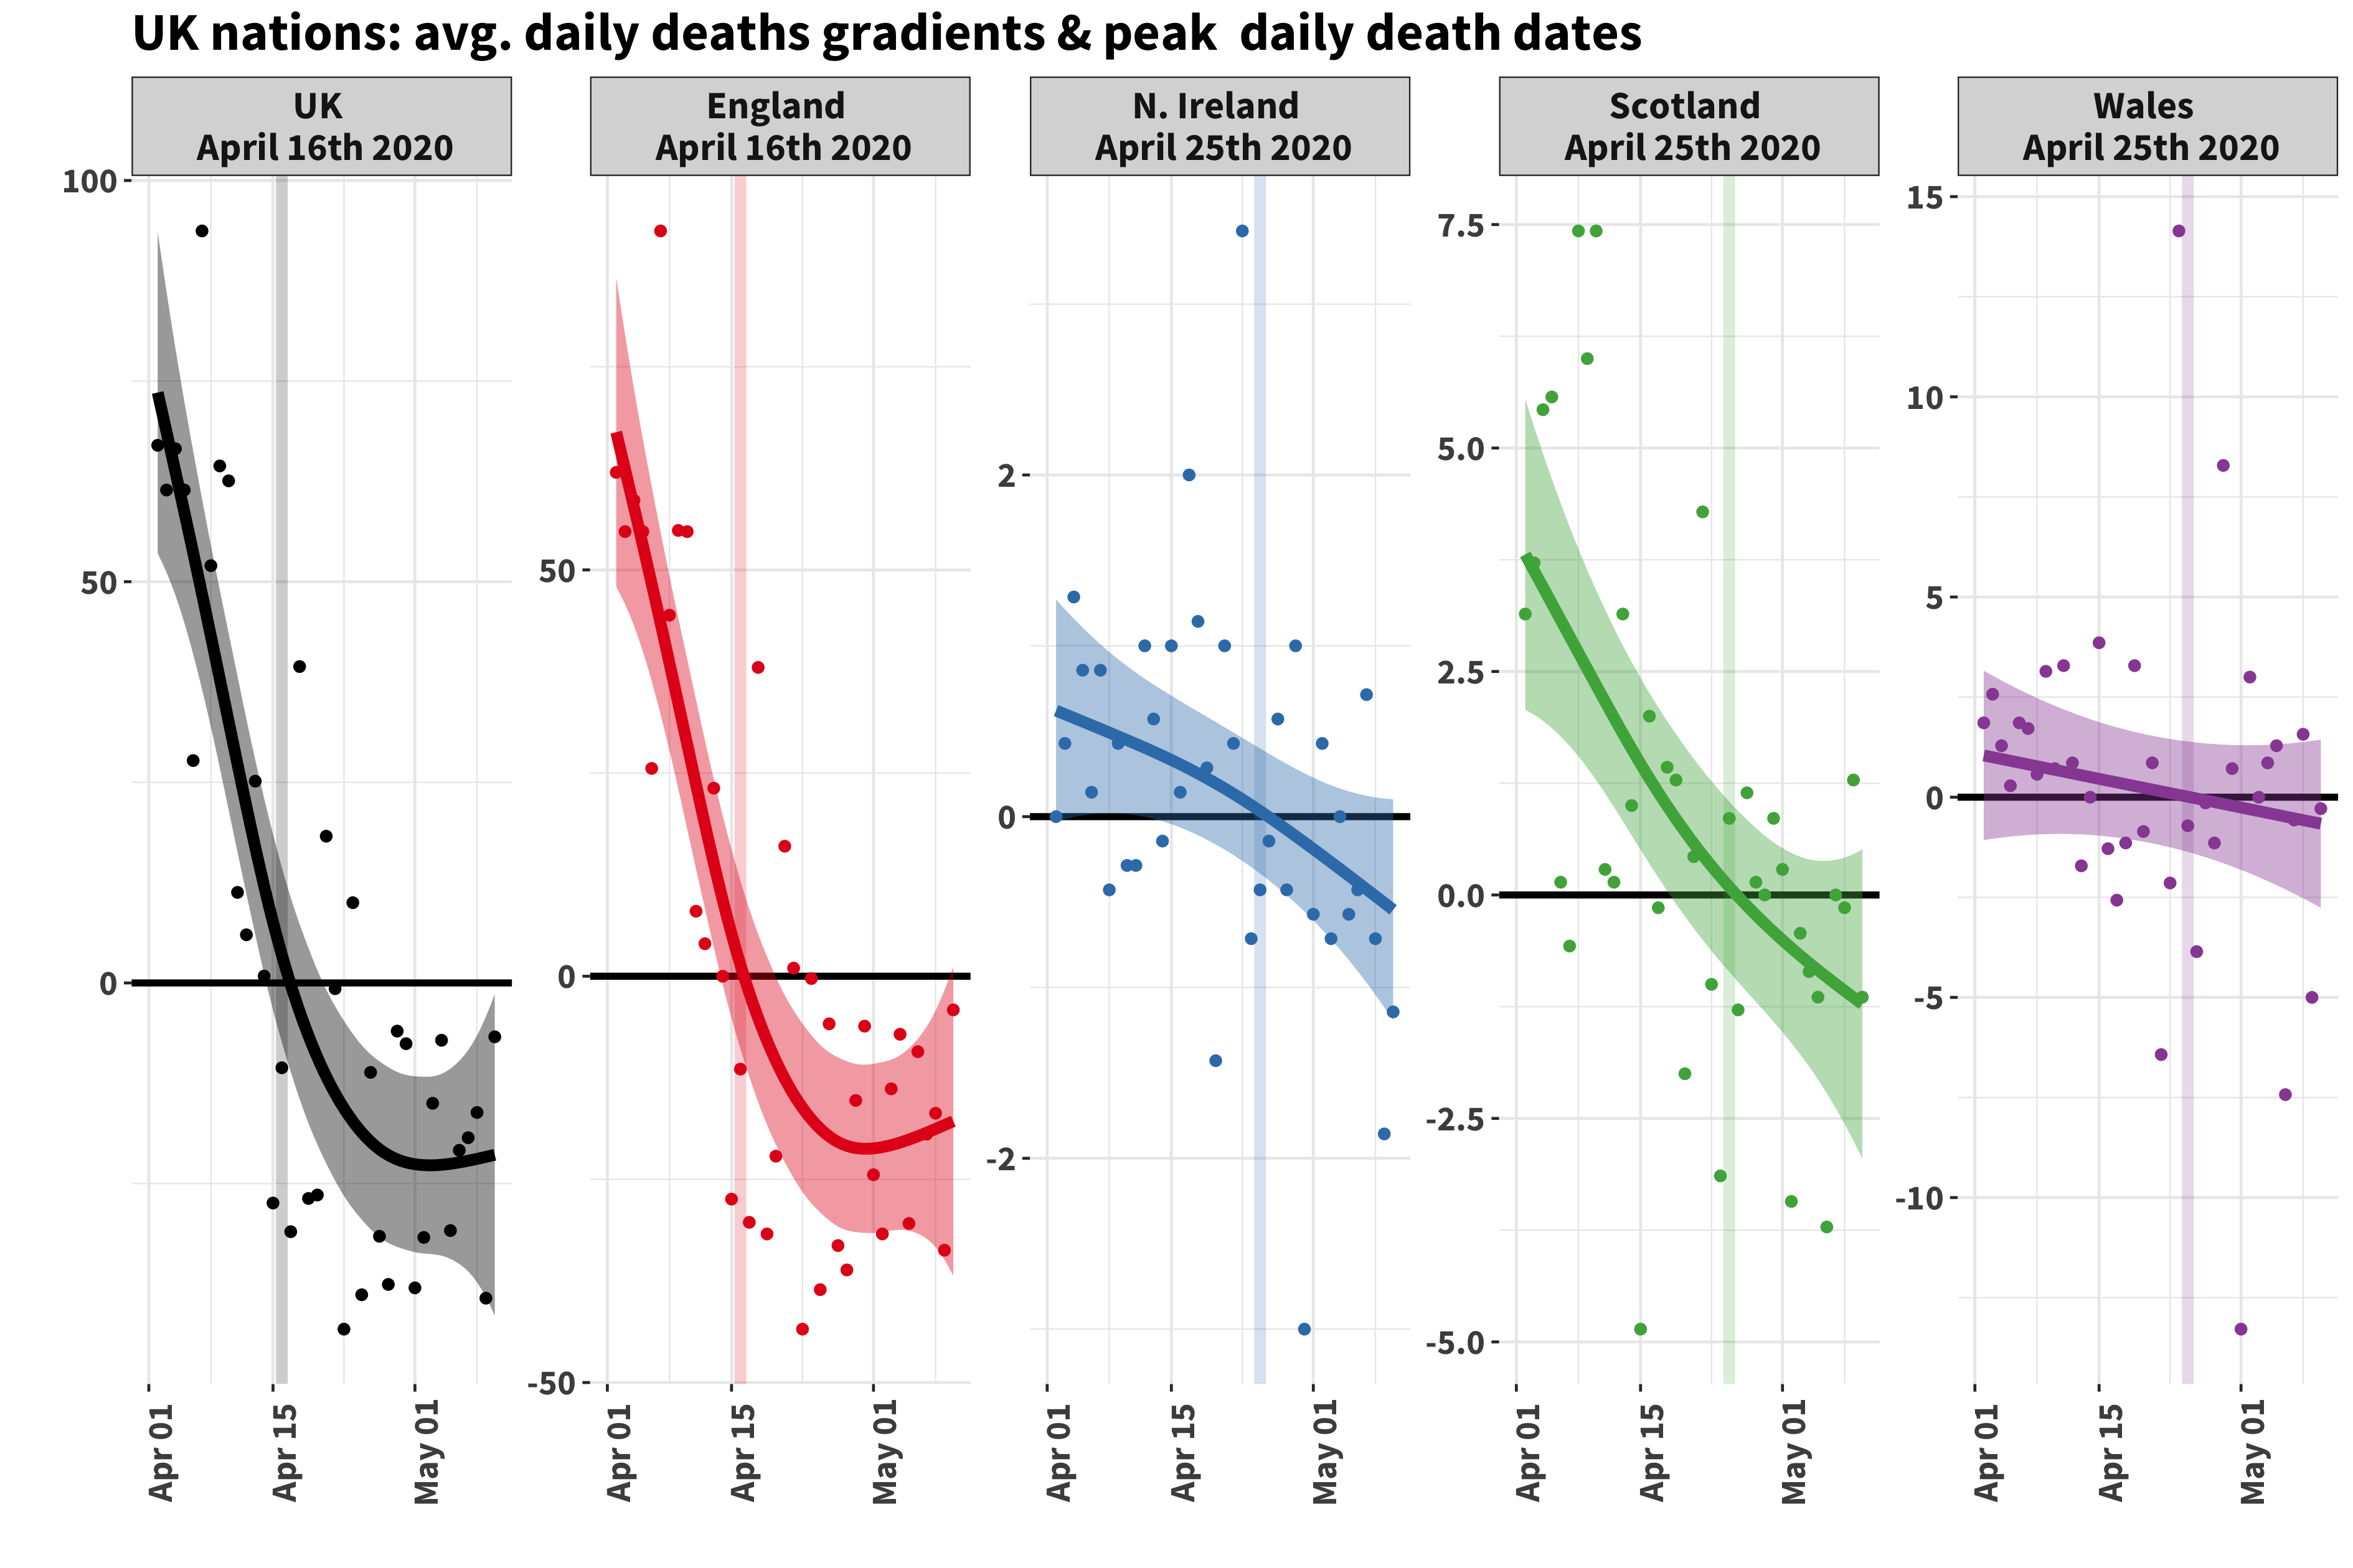 UK nations: avg. daily deaths gradients & peak  daily death dates
UK
April 16th 2020
England
April 16th 2020
N. Ireland
April 25th 2020
Scotland
April 25th 2020
Wales
April 25th 2020
100
50
0
50
0
-50
2
0
-2
7.5
5.0
2.5
0.0
-2.5
-5.0
15
10
5
0
-5
-10
Apr 01
Apr 15
May 01
Apr 01
Apr 15
May 01
Apr 01
Apr 15
May 01
Apr 01
Apr 15
May 01
Apr 01
Apr 15
May 01